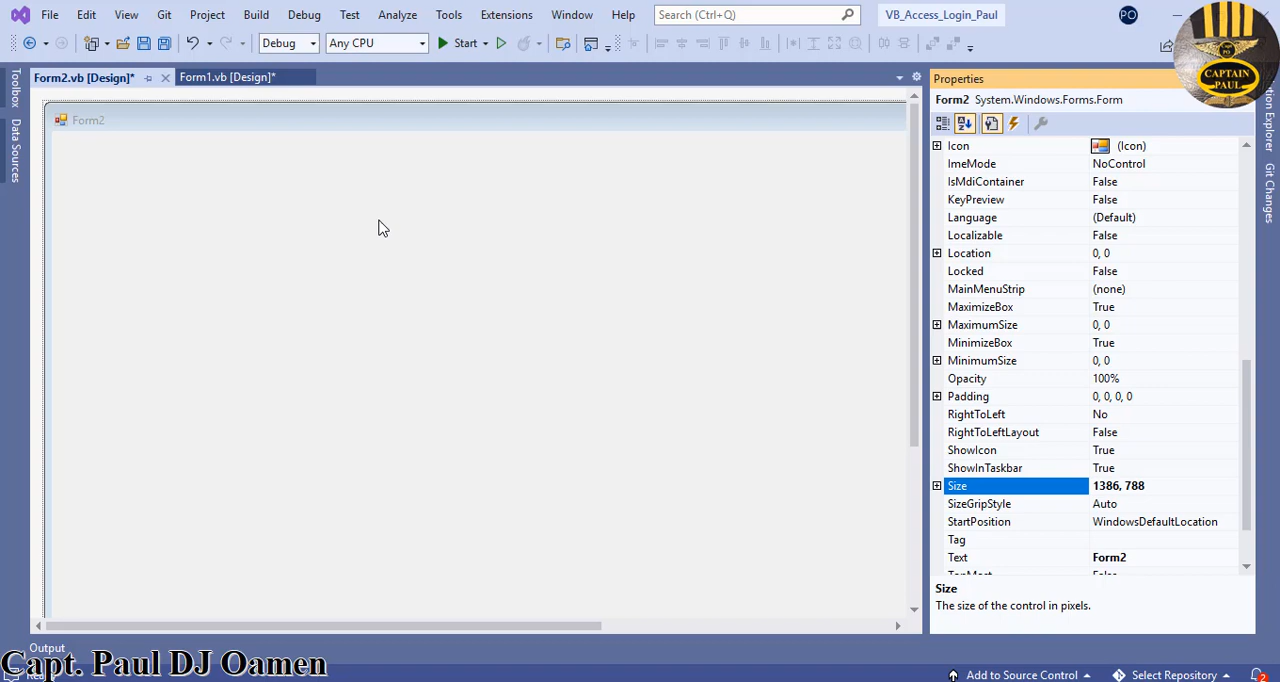 File Edit View Git Project Build Debug Test Analyze Tools Extensions Window Help Search (Ctrl+Q) VB_Access_Login_Paul PO
Debug Any CPU Start
CAPTAIN PAUL
Form2.vb [Design]* Form1.vb [Design]*
Toolbox
Data Sources
Form2
Properties
Form2 System.Windows.Forms.Form
Icon (Icon)
ImeMode NoControl
IsMdiContainer False
KeyPreview False
Language (Default)
Localizable False
Location 0, 0
Locked False
MainMenuStrip (none)
MaximizeBox True
MaximumSize 0, 0
MinimizeBox True
MinimumSize 0, 0
Opacity 100%
Padding 0, 0, 0, 0
RightToLeft No
RightToLeftLayout False
ShowIcon True
ShowInTaskbar True
Size 1386, 788
SizeGripStyle Auto
StartPosition WindowsDefaultLocation
Tag
Text Form2
Size
The size of the control in pixels.
Explorer
Git Changes
Output
Capt. Paul DJ Oamen
Add to Source Control Select Repository 2